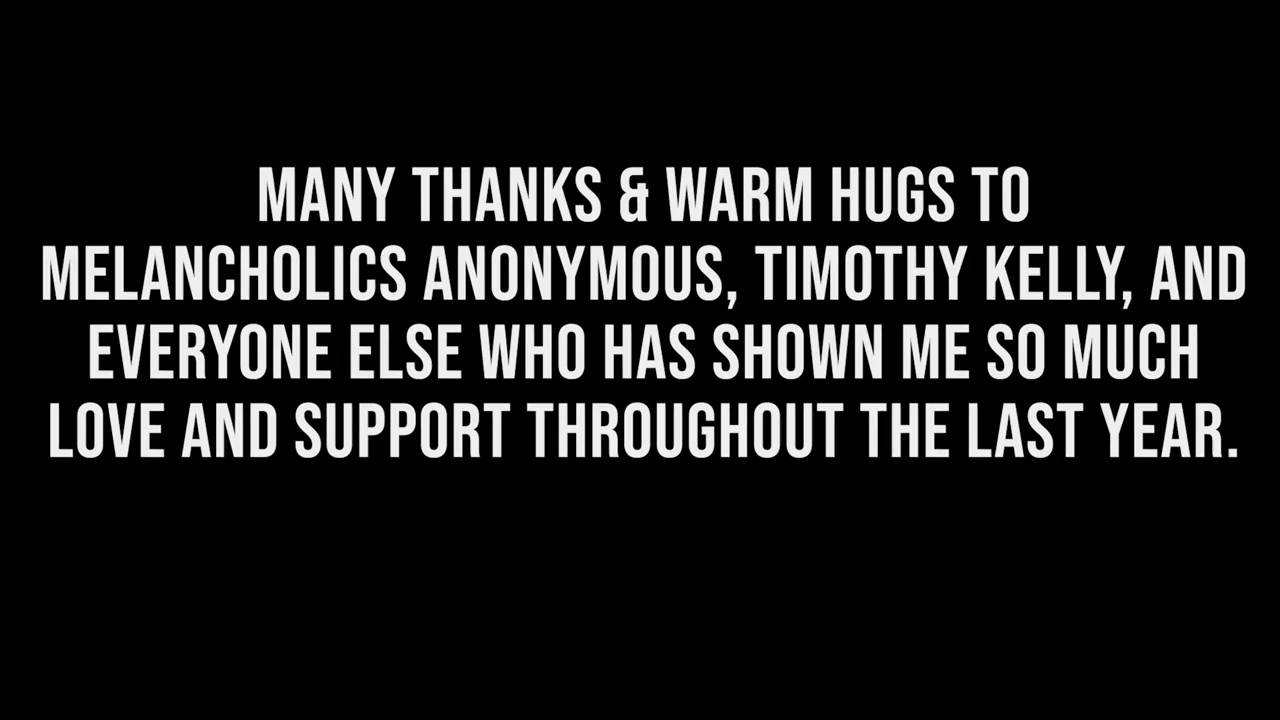 MANY THANKS & WARM HUGS TO
MELANCHOLICS ANONYMOUS, TIMOTHY KELLY, AND
EVERYONE ELSE WHO HAS SHOWN ME SO MUCH
LOVE AND SUPPORT THROUGHOUT THE LAST YEAR.